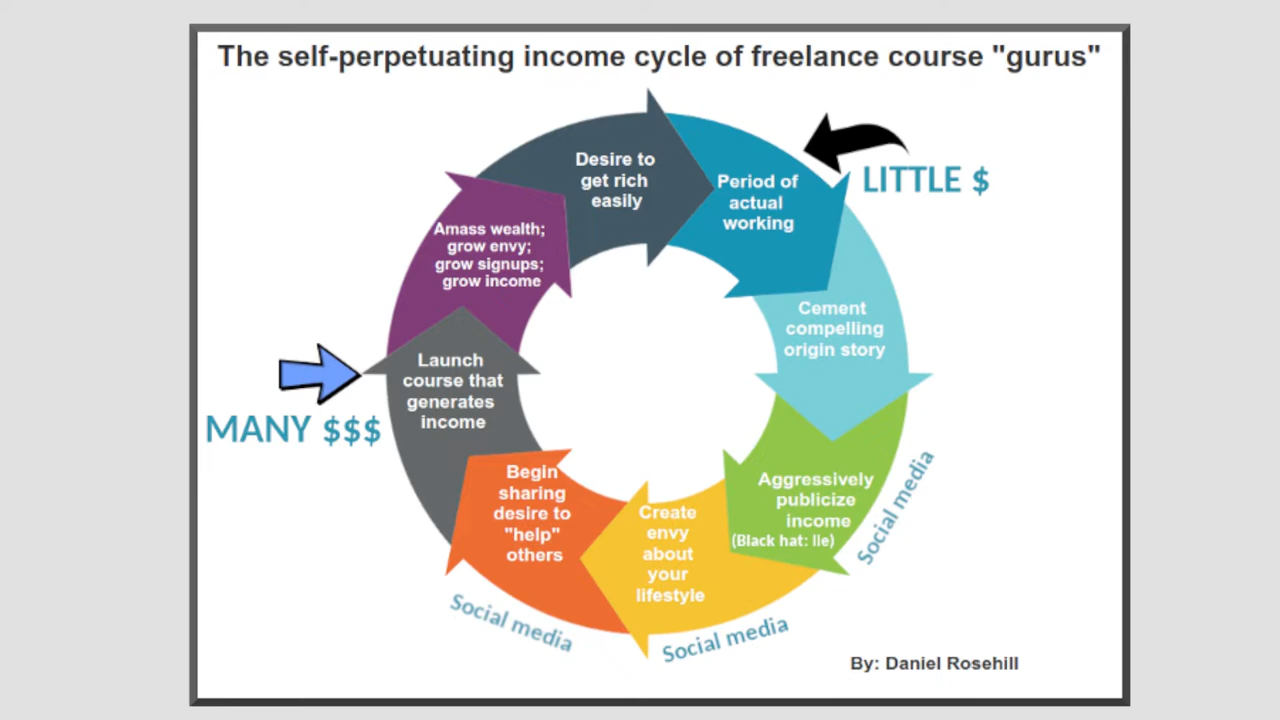 The self-perpetuating income cycle of freelance course "gurus"
Desire to
get rich
easily
Period of
actual
working
LITTLE $
Cement
compelling
origin story
Aggressively
publicize
income
(Black hat: lie)
Social media
Create
envy
about
your
lifestyle
Social media
Begin
sharing
desire to
"help"
others
Social media
Launch
course that
generates
income
MANY $$$
Amass wealth;
grow envy;
grow signups;
grow income
By: Daniel Rosehill